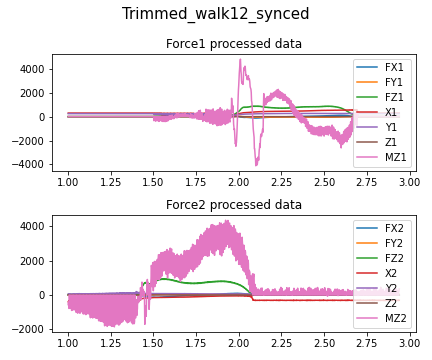 Trimmed_walk12_synced
Force1 processed data
4000
2000
0
−2000
−4000
FX1
FY1
FZ1
X1
Y1
Z1
MZ1
1.00 1.25 1.50 1.75 2.00 2.25 2.50 2.75 3.00
Force2 processed data
4000
2000
0
−2000
FX2
FY2
FZ2
X2
Z2
MZ2
1.00 1.25 1.50 1.75 2.00 2.25 2.50 2.75 3.00